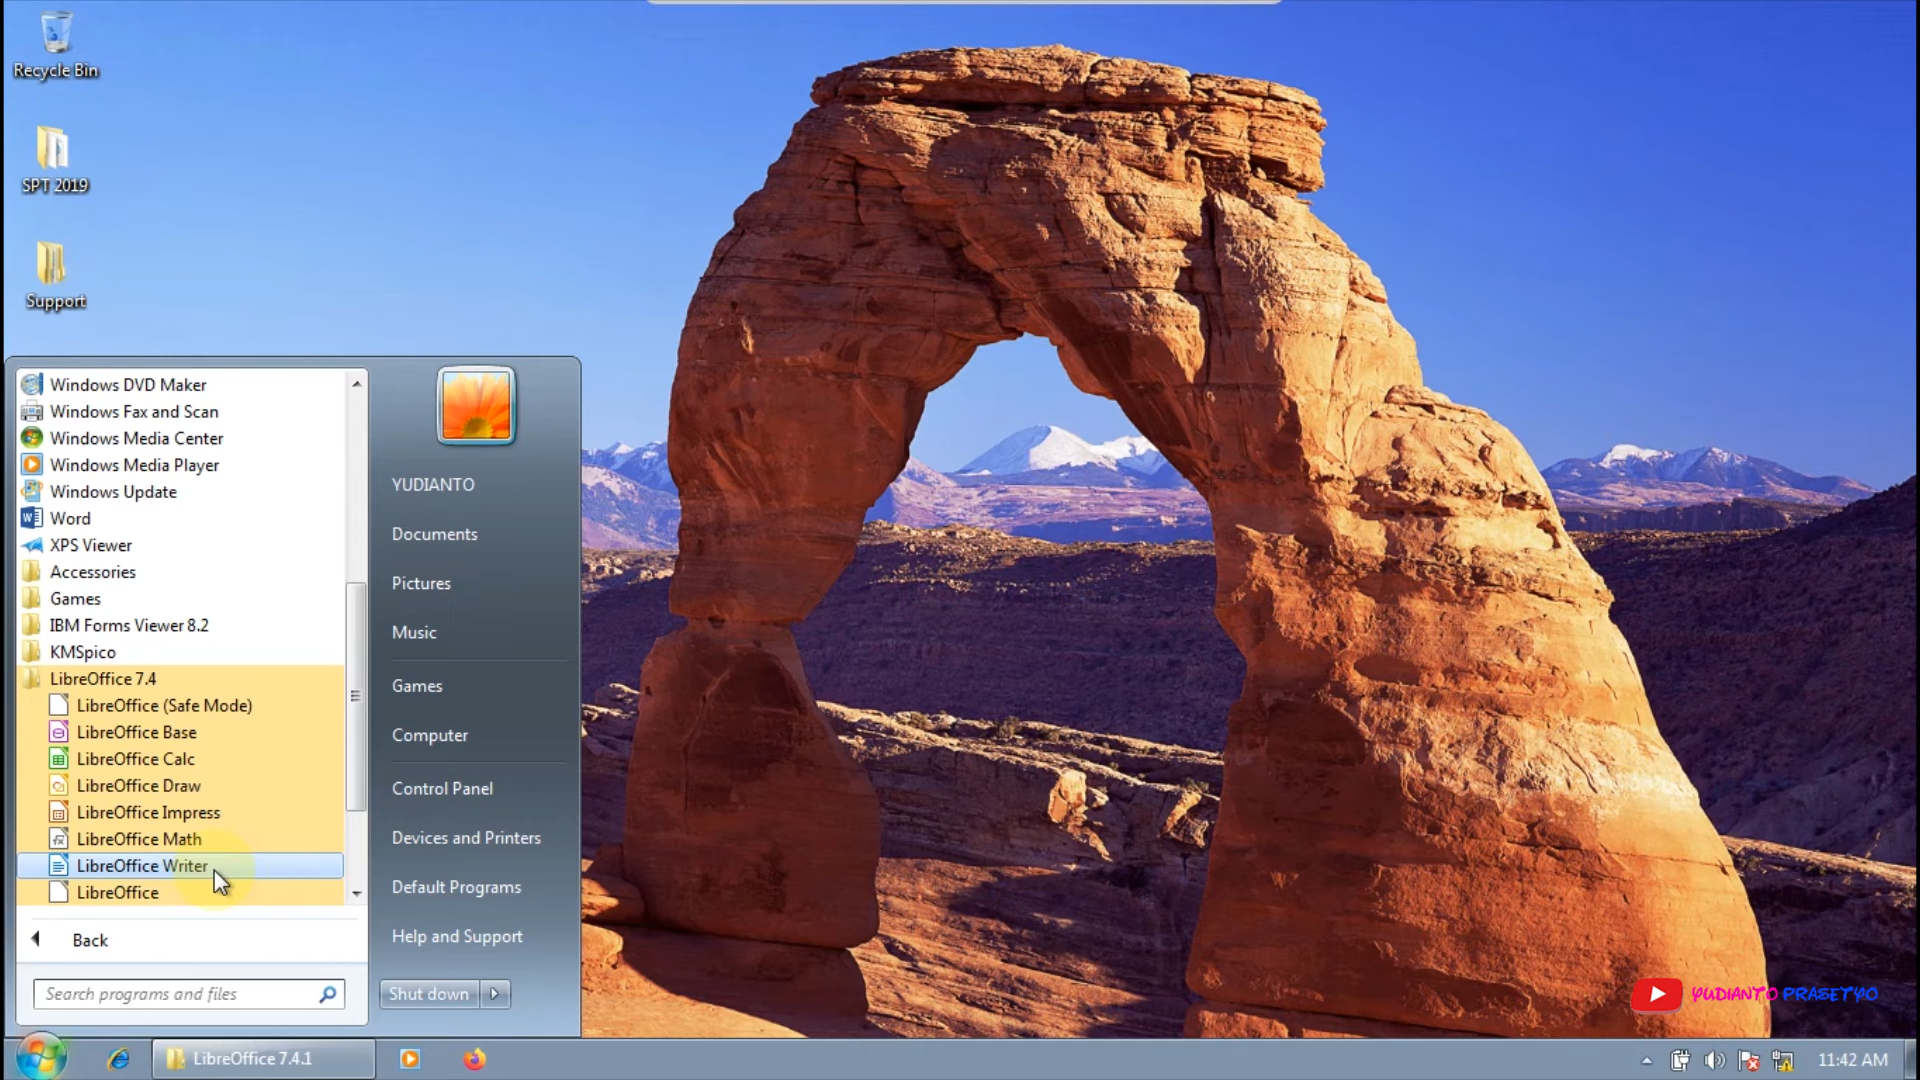 Recycle Bin
SPT 2019
Support
Windows DVD Maker
Windows Fax and Scan
Windows Media Center
Windows Media Player
Windows Update
Word
XPS Viewer
Accessories
Games
IBM Forms Viewer 8.2
KMSpico
LibreOffice 7.4
LibreOffice (Safe Mode)
LibreOffice Base
LibreOffice Calc
LibreOffice Draw
LibreOffice Impress
LibreOffice Math
LibreOffice Writer
LibreOffice
Back
Search programs and files
YUDIANTO
Documents
Pictures
Music
Games
Computer
Control Panel
Devices and Printers
Default Programs
Help and Support
Shut down
YUDIANTO PRASETYO
LibreOffice 7.4.1
11:42 AM